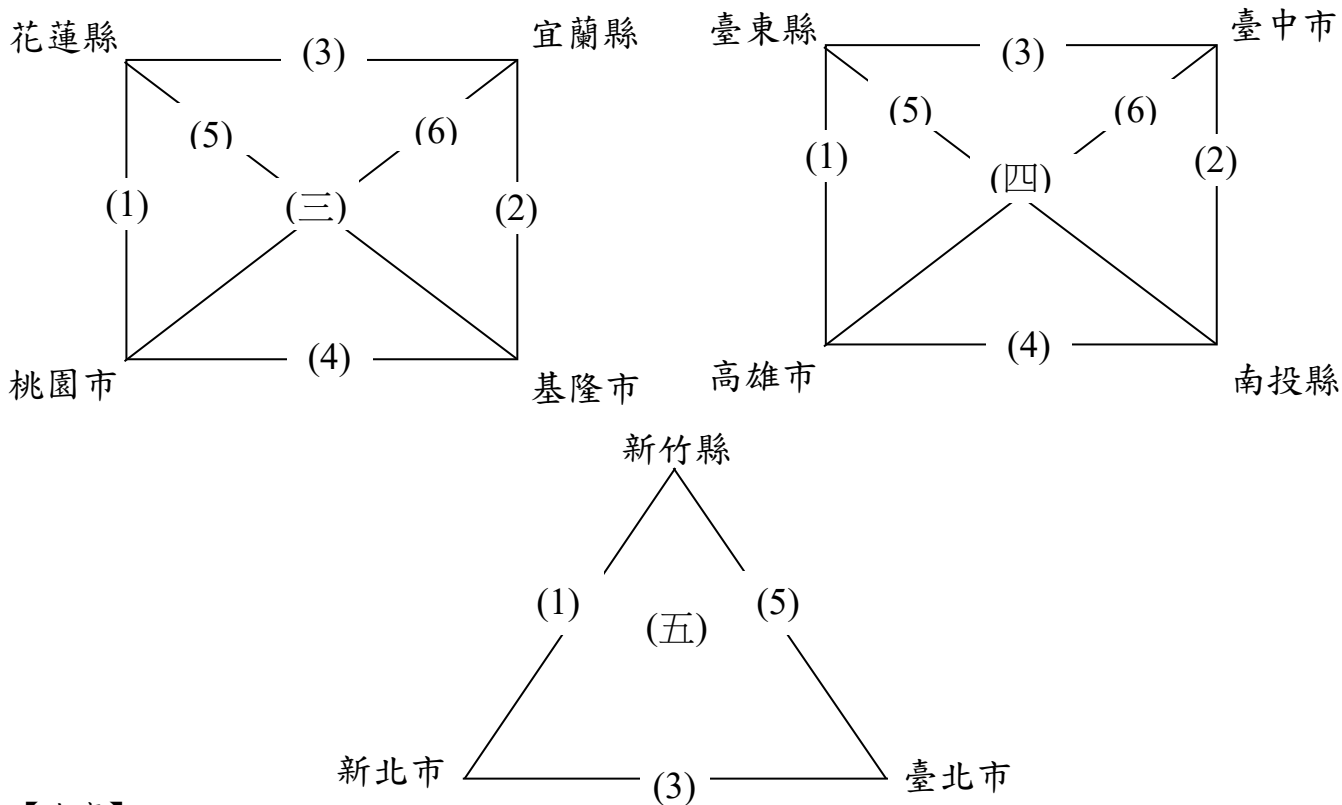 花蓮縣 (3) 宜蘭縣
(5) (6)
(1) (三) (2)
(4)
桃園市 基隆市
臺東縣 (3) 臺中市
(5) (6)
(1) (四) (2)
(4)
高雄市 南投縣
新竹縣
(1) (五) (5)
新北市 (3) 臺北市